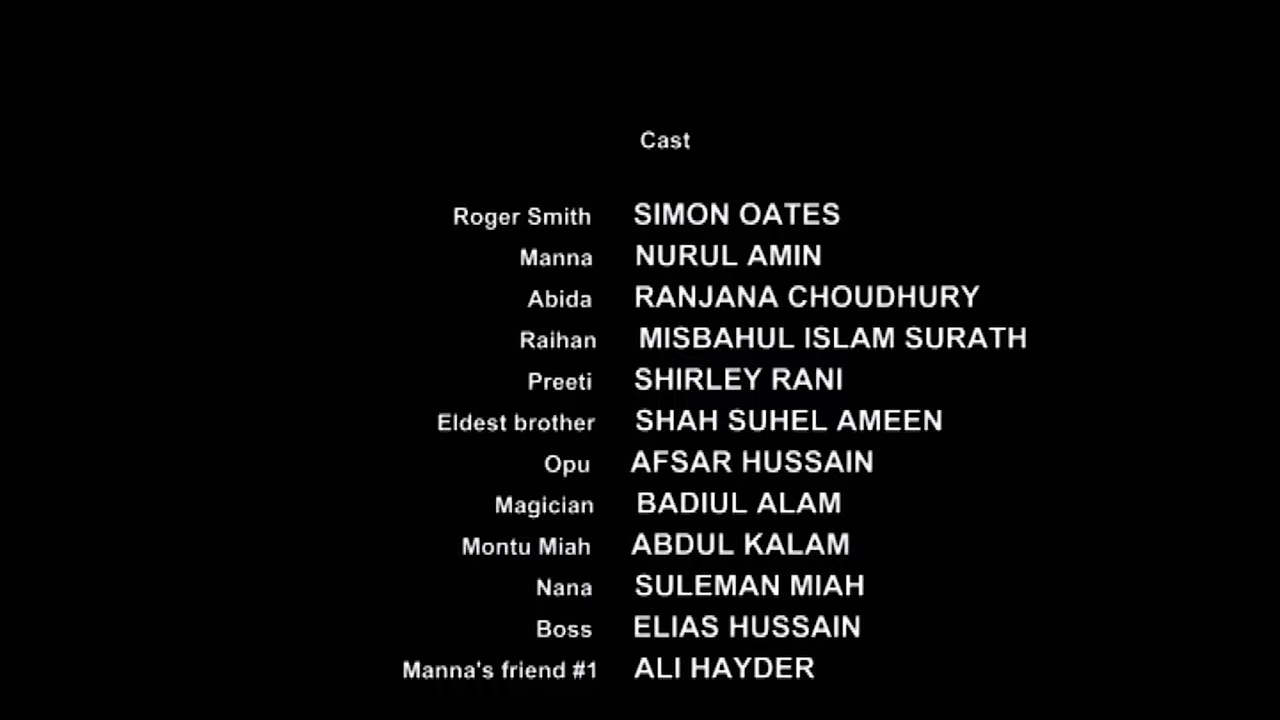 Cast
Roger Smith SIMON OATES
Manna NURUL AMIN
Abida RANJANA CHOUDHURY
Raihan MISBAHUL ISLAM SURATH
Preeti SHIRLEY RANI
Eldest brother SHAH SUHEL AMEEN
Opu AFSAR HUSSAIN
Magician BADIUL ALAM
Montu Miah ABDUL KALAM
Nana SULEMAN MIAH
Boss ELIAS HUSSAIN
Manna's friend #1 ALI HAYDER